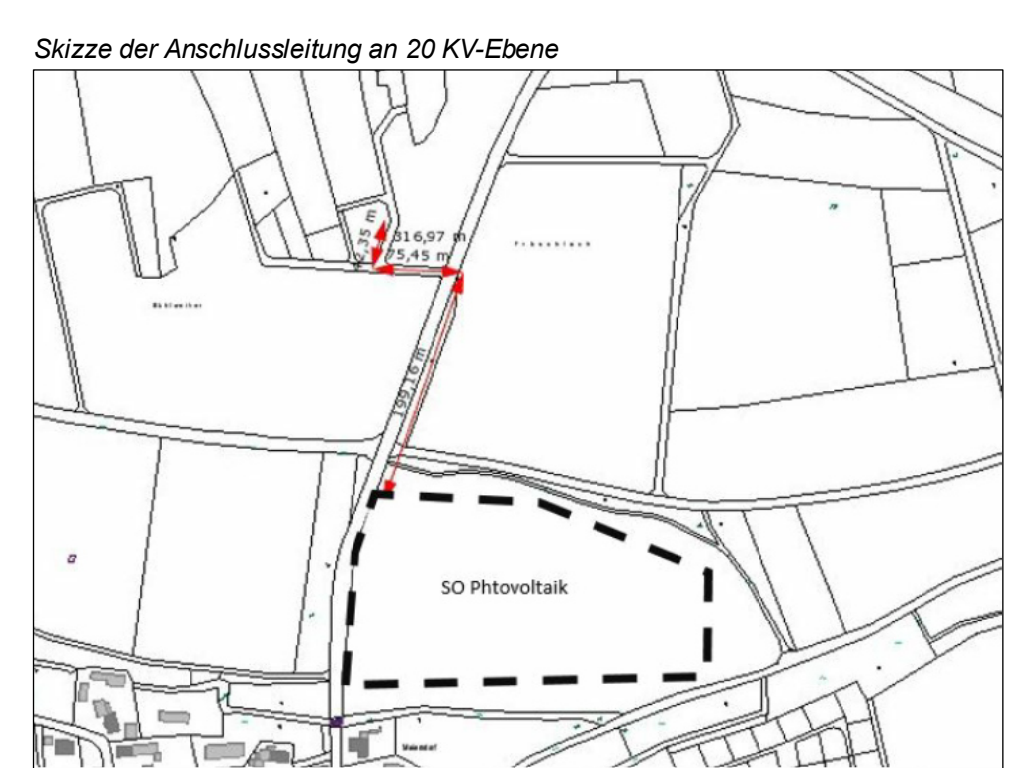 Skizze der Anschlussleitung an 20 KV-Ebene
316,97 m
75,45 m
199,16 m
SO Phtovoltaik